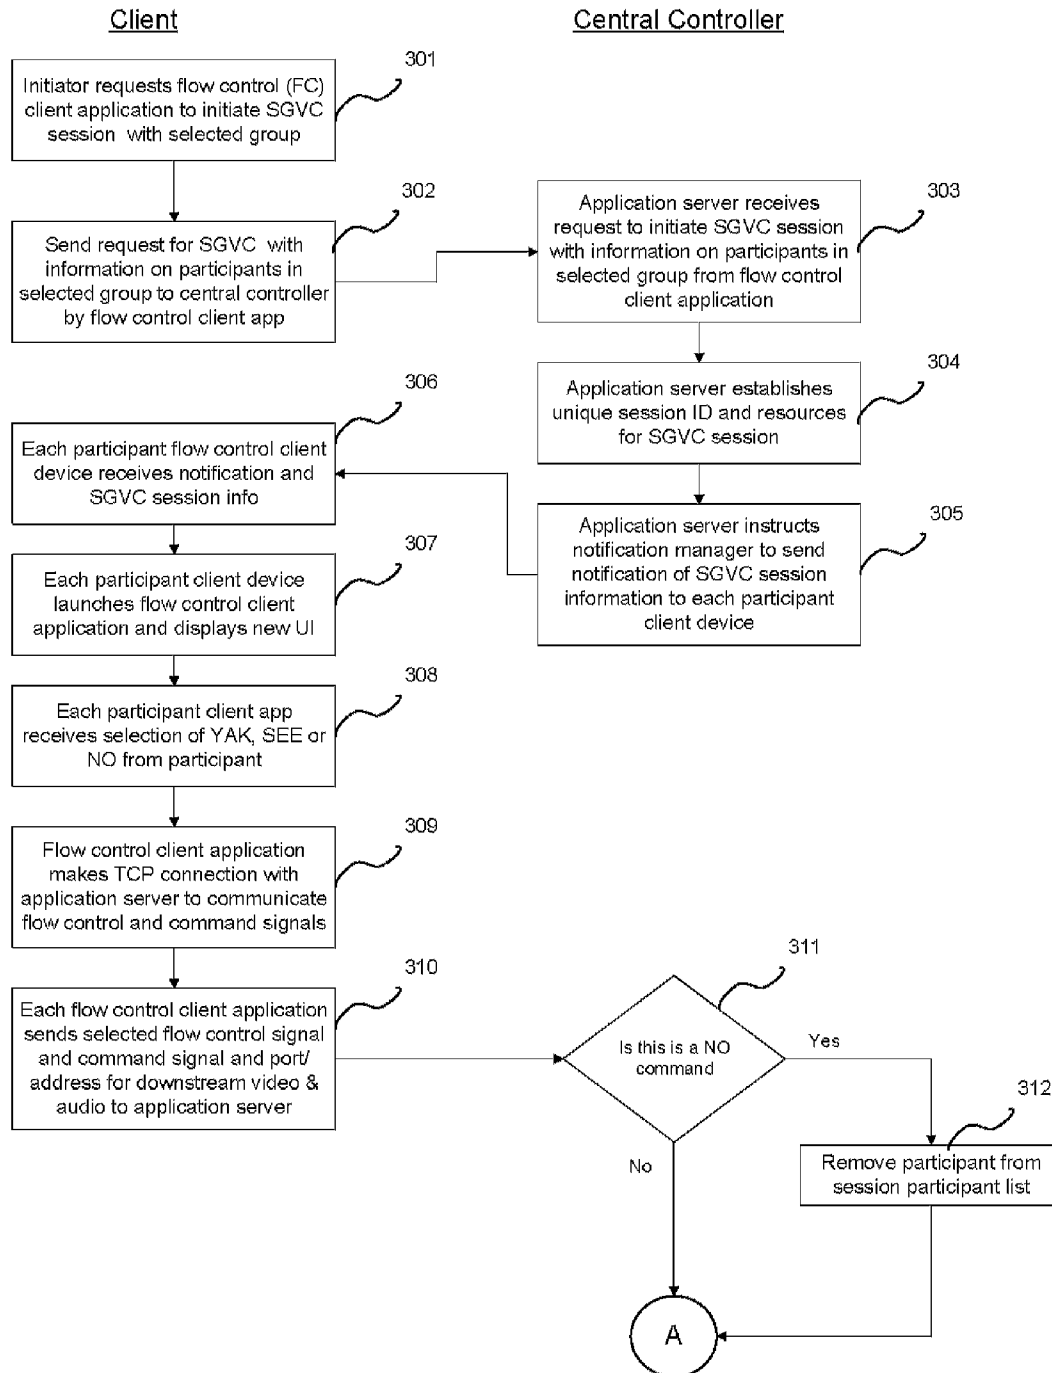 Client
Central Controller
301
Initiator requests flow control (FC)
client application to initiate SGVC
session with selected group
302
Send request for SGVC with
information on participants in
selected group to central controller
by flow control client app
303
Application server receives
request to initiate SGVC session
with information on participants in
selected group from flow control
client application
304
Application server establishes
unique session ID and resources
for SGVC session
305
Application server instructs
notification manager to send
notification of SGVC session
information to each participant
client device
306
Each participant flow control client
device receives notification and
SGVC session info
307
Each participant client device
launches flow control client
application and displays new UI
308
Each participant client app
receives selection of YAK, SEE or
NO from participant
309
Flow control client application
makes TCP connection with
application server to communicate
flow control and command signals
310
Each flow control client application
sends selected flow control signal
and command signal and port/
address for downstream video &
audio to application server
311
Is this is a NO
command
Yes
No
312
Remove participant from
session participant list
A